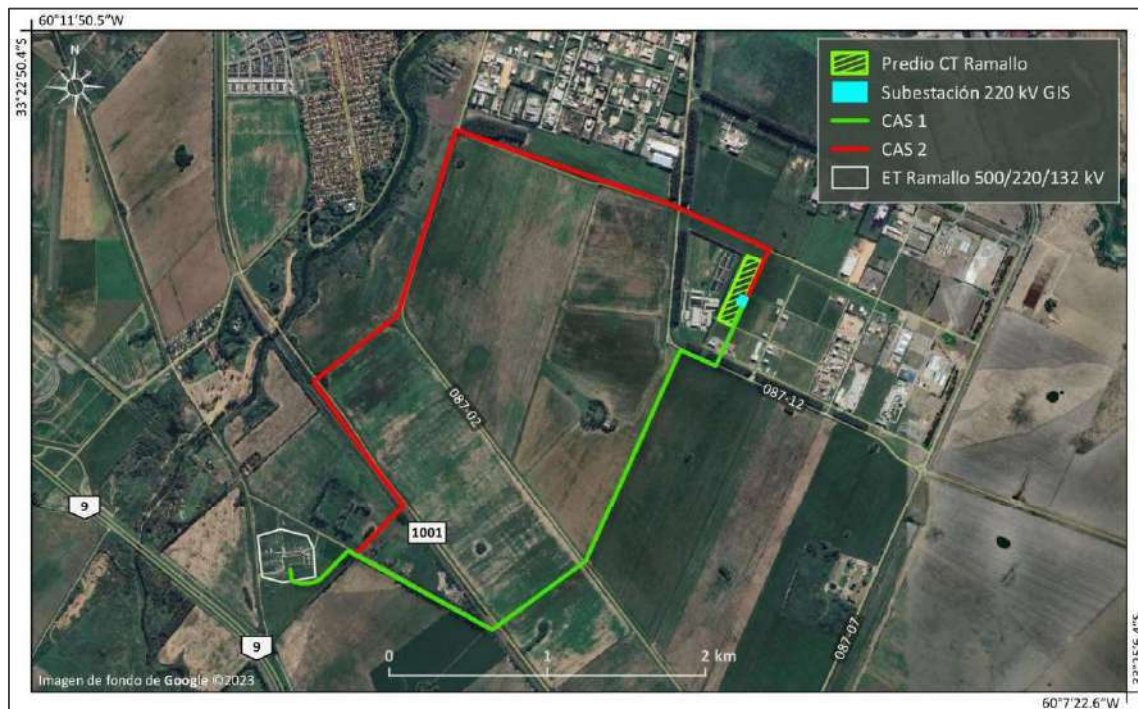 60°11'50.5"W
33°22'50.4"S
N
Predio CT Ramallo
Subestación 220 kV GIS
CAS 1
CAS 2
ET Ramallo 500/220/132 kV
087-02
087-12
9
1001
9
087-07
0 1 2 km
Imagen de fondo de Google ©2023
60°7'22.6"W